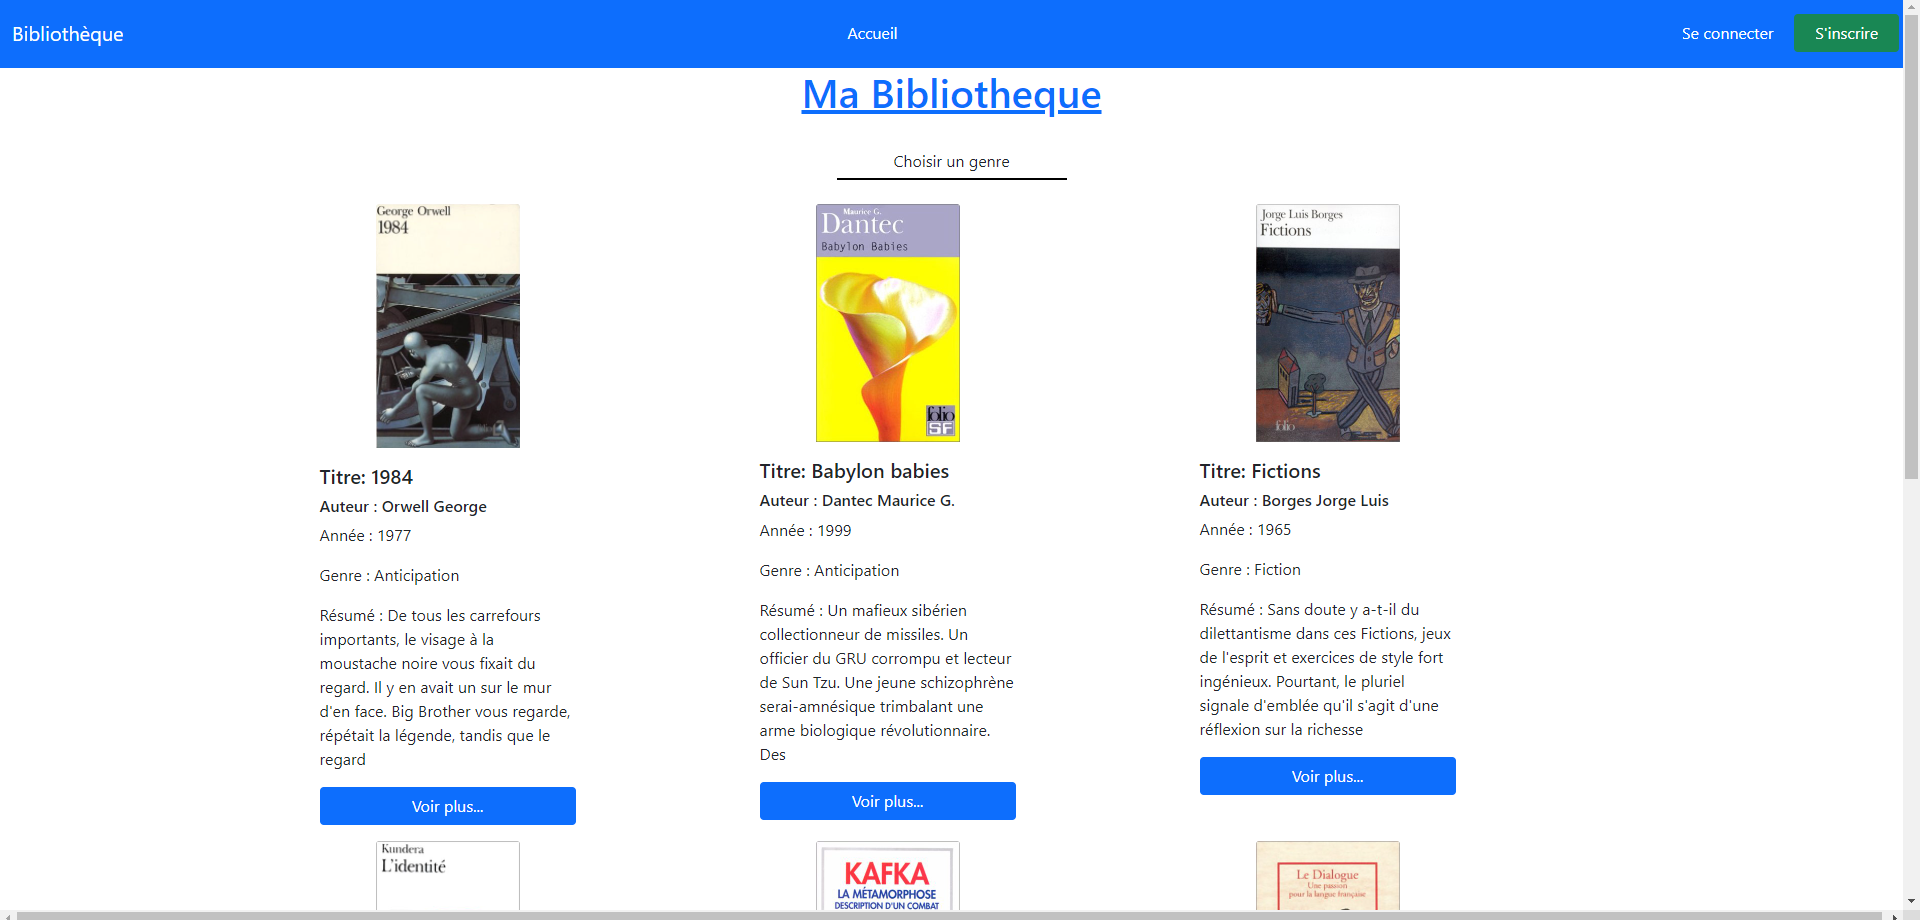 Bibliothèque
Accueil
Se connecter
S'inscrire
Ma Bibliotheque
Choisir un genre
George Orwell
1984
Titre: 1984
Auteur : Orwell George
Année : 1977
Genre : Anticipation
Résumé : De tous les carrefours
importants, le visage à la
moustache noire vous fixait du
regard. Il y en avait un sur le mur
d'en face. Big Brother vous regarde,
répétait la légende, tandis que le
regard
Voir plus...
Maurice G.
Dantec
Babylon Babies
folio
SF
Titre: Babylon babies
Auteur : Dantec Maurice G.
Année : 1999
Genre : Anticipation
Résumé : Un mafieux sibérien
collectionneur de missiles. Un
officier du GRU corrompu et lecteur
de Sun Tzu. Une jeune schizophrène
serai-amnésique trimbalant une
arme biologique révolutionnaire.
Des
Voir plus...
Jorge Luis Borges
Fictions
folio
Titre: Fictions
Auteur : Borges Jorge Luis
Année : 1965
Genre : Fiction
Résumé : Sans doute y a-t-il du
dilettantisme dans ces Fictions, jeux
de l'esprit et exercices de style fort
ingénieux. Pourtant, le pluriel
signale d'emblée qu'il s'agit d'une
réflexion sur la richesse
Voir plus...
Kundera
L'identité
KAFKA
LA MÉTAMORPHOSE
DESCRIPTION D'UN COMBAT
Le Dialogue
Une passion
pour la langue française